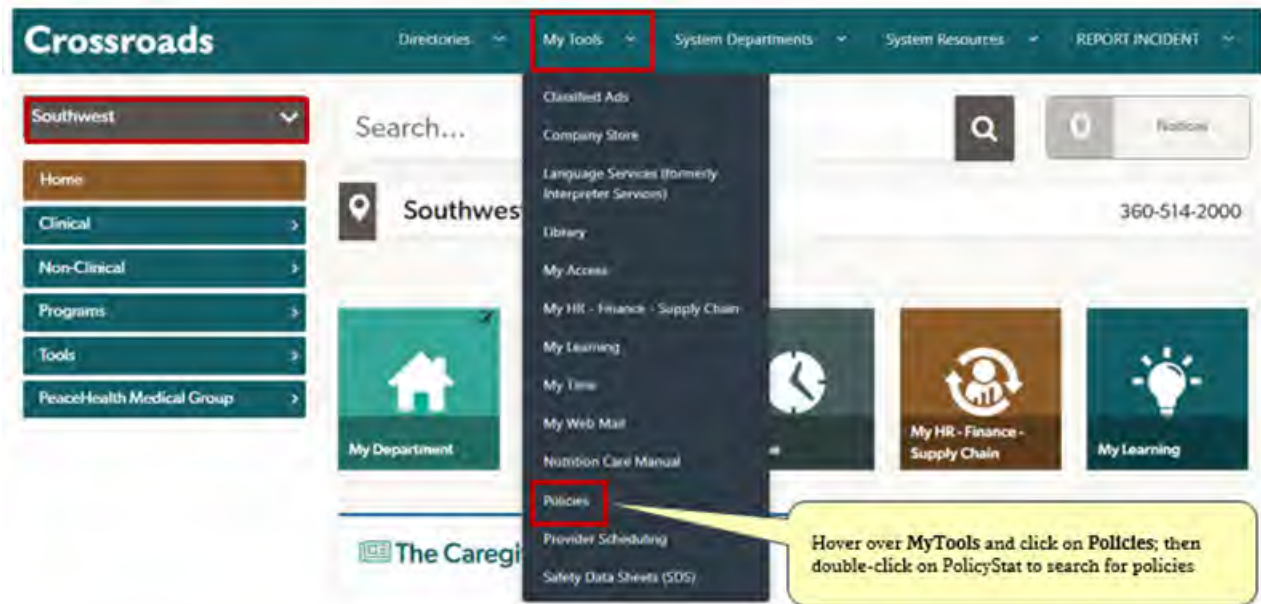 Crossroads
Directories
My Tools
System Departments
System Resources
REPORT INCIDENT
Southwest
Home
Clinical
Non-Clinical
Programs
Tools
PeaceHealth Medical Group
Search...
0
Notices
Southwest
360-514-2000
Classified Ads
Company Store
Language Services (formerly
Interpreter Services)
Library
My Access
My HR - Finance - Supply Chain
My Learning
My Time
My Web Mail
Nutrition Care Manual
Policies
Provider Scheduling
Safety Data Sheets (SDS)
My Department
My HR - Finance -
Supply Chain
My Learning
The Caregi
Hover over MyTools and click on Policies; then
double-click on PolicyStat to search for policies